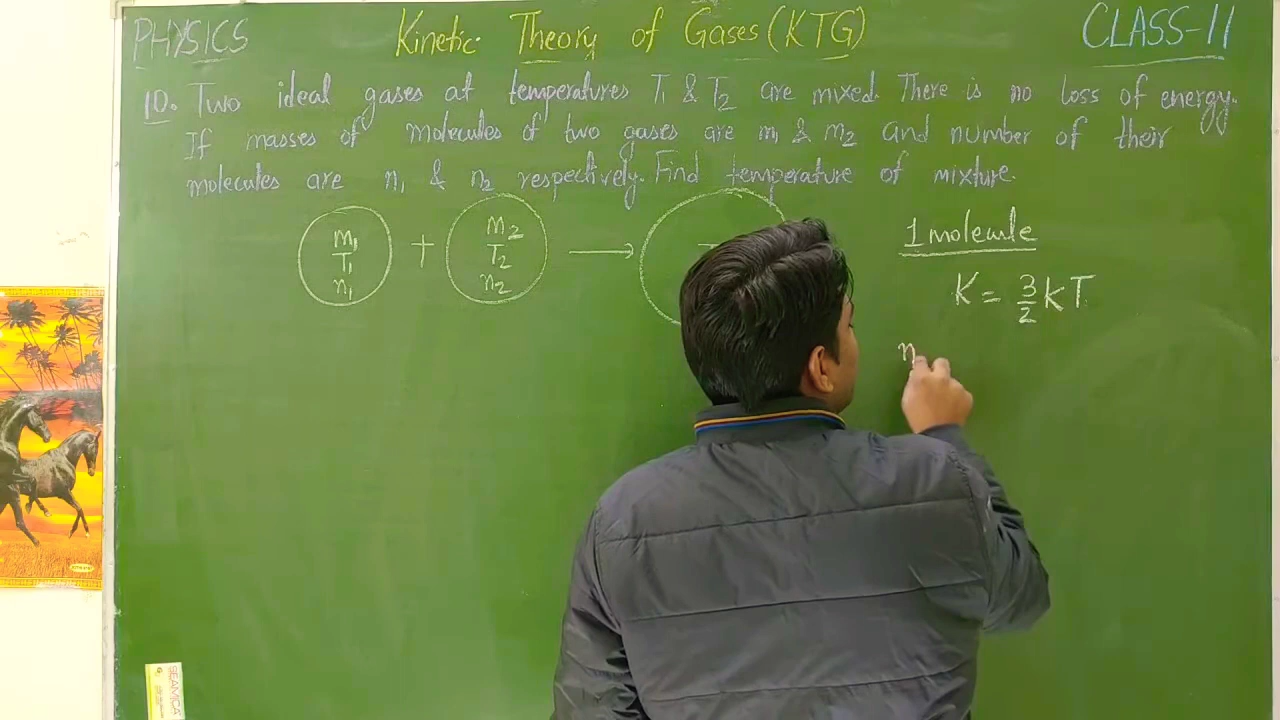 PHYSICS Kinetic Theory of Gases (KTG) CLASS-11
10. Two ideal gases at temperatures T₁ & T₂ are mixed. There is no loss of energy.
If masses of molecules of two gases are m₁ & m₂ and number of their
molecules are n₁ & n₂ respectively. Find temperature of mixture.
m₁
T₁
n₁
+
m₂
T₂
n₂
→
1 molecule
K = 3/2 kT
n
SEAMICA